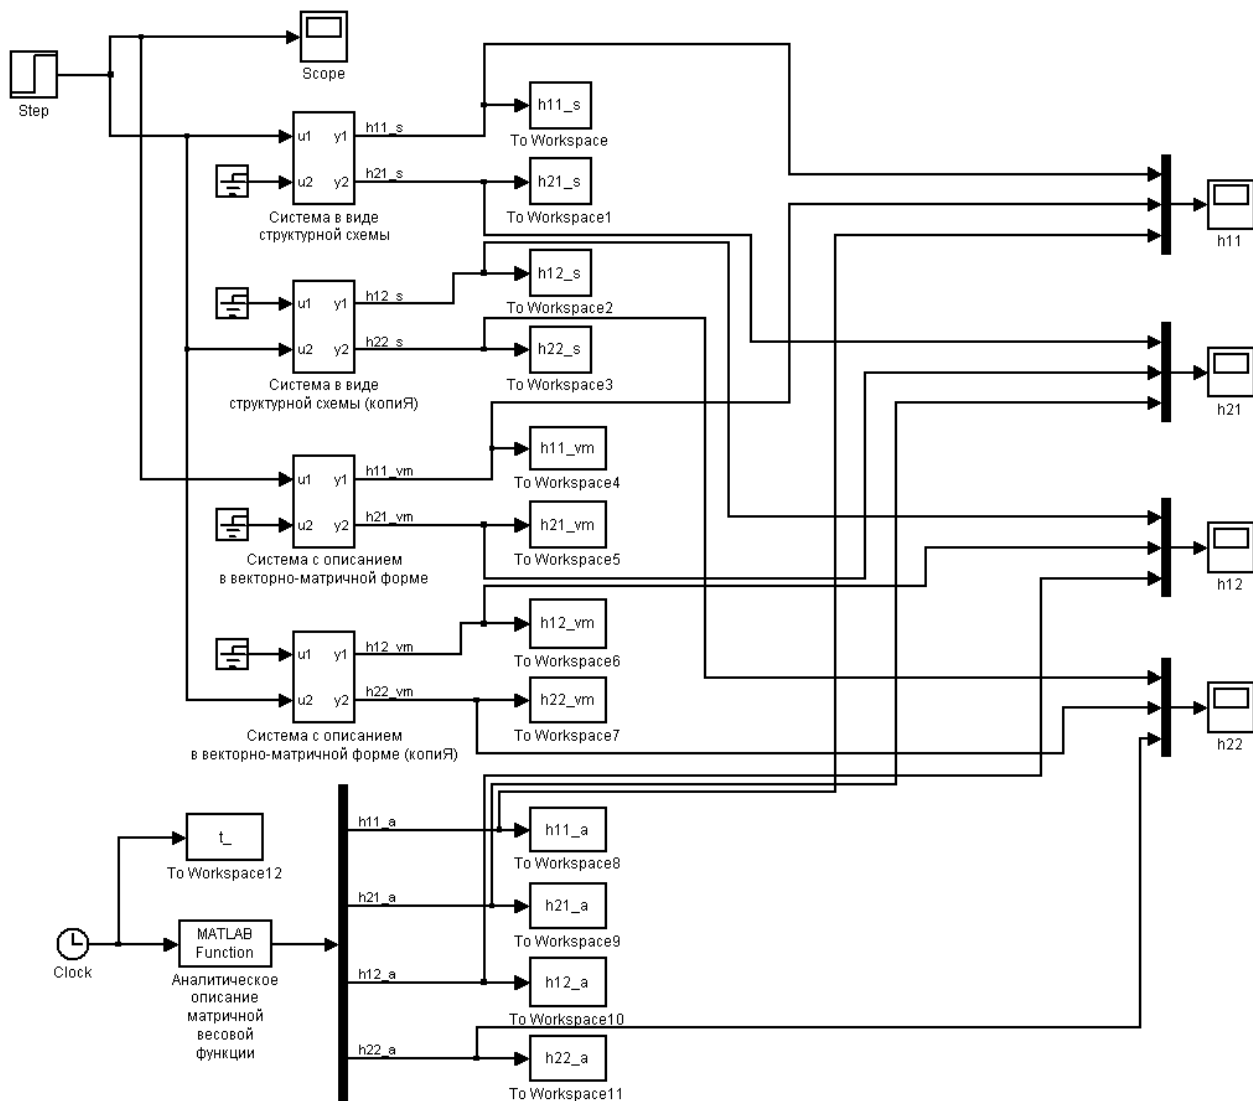 Scope
Step
u1
y1
u2
y2
h11_s
h21_s
h11_s
To Workspace
h21_s
To Workspace1
Система в виде
структурной схемы
h11
u1
y1
u2
y2
h12_s
h22_s
h12_s
To Workspace2
h22_s
To Workspace3
Система в виде
структурной схемы (копиЯ)
h21
u1
y1
u2
y2
h11_vm
h21_vm
h11_vm
To Workspace4
h21_vm
To Workspace5
Система с описанием
в векторно-матричной форме
h12
u1
y1
u2
y2
h12_vm
h22_vm
h12_vm
To Workspace6
h22_vm
To Workspace7
Система с описанием
в векторно-матричной форме (копиЯ)
h22
t_
To Workspace12
Clock
MATLAB
Function
Аналитическое
описание
матричной
весовой
функции
h11_a
h11_a
To Workspace8
h21_a
h21_a
To Workspace9
h12_a
h12_a
To Workspace10
h22_a
h22_a
To Workspace11